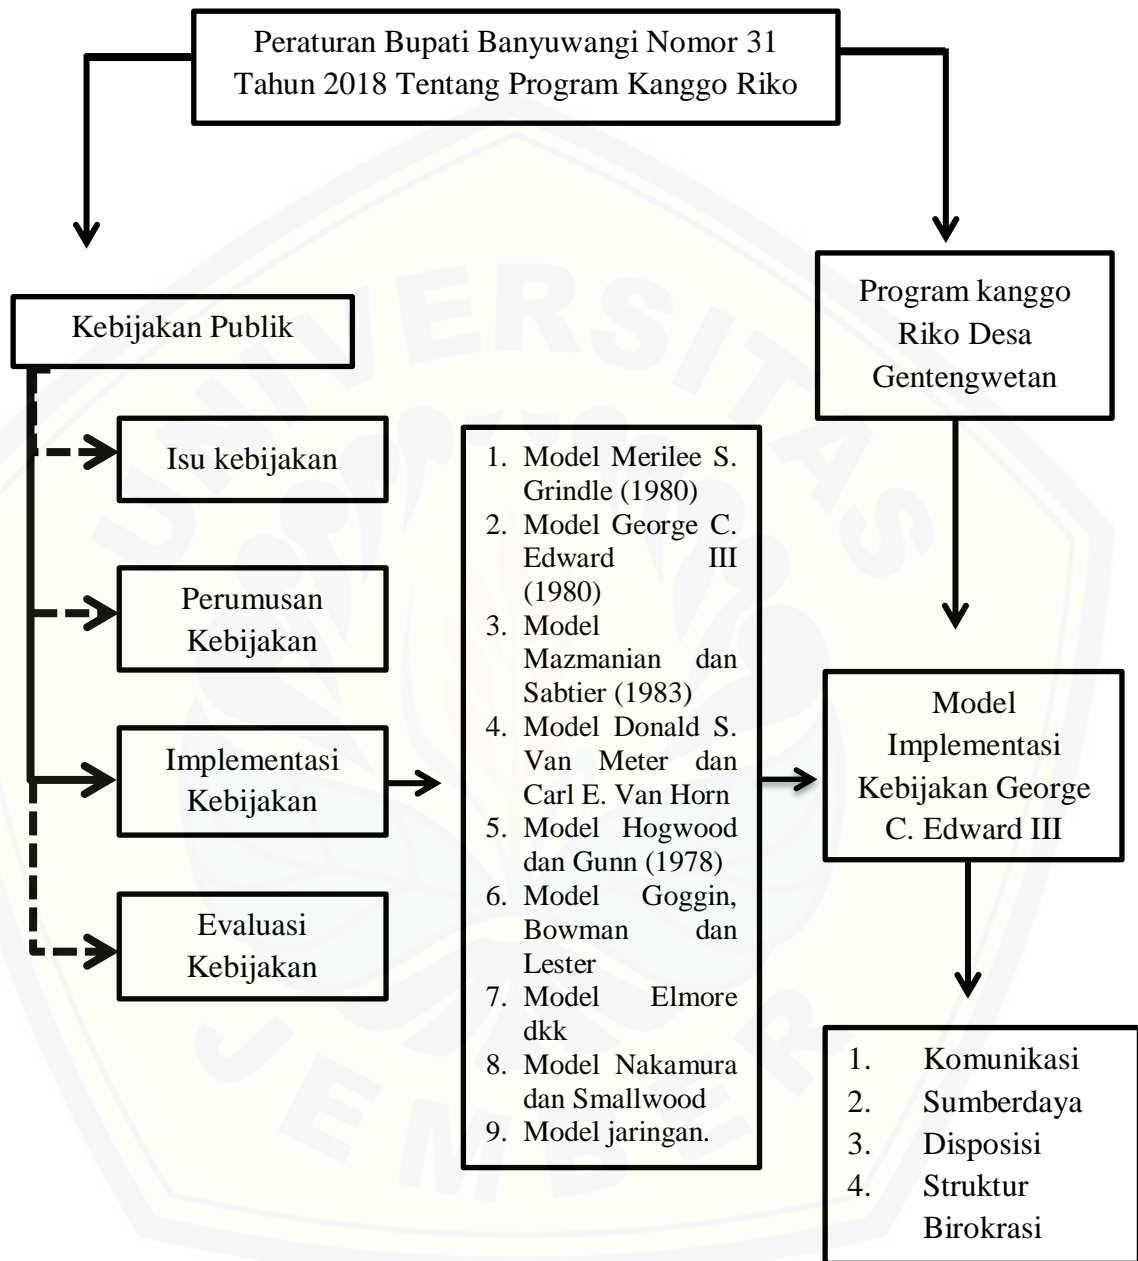 Peraturan Bupati Banyuwangi Nomor 31
Tahun 2018 Tentang Program Kanggo Riko
Kebijakan Publik
Isu kebijakan
Perumusan
Kebijakan
Implementasi
Kebijakan
Evaluasi
Kebijakan
1. Model Merilee S.
Grindle (1980)
2. Model George C.
Edward III
(1980)
3. Model
Mazmanian dan
Sabtier (1983)
4. Model Donald S.
Van Meter dan
Carl E. Van Horn
5. Model Hogwood
dan Gunn (1978)
6. Model Goggin,
Bowman dan
Lester
7. Model Elmore
dkk
8. Model Nakamura
dan Smallwood
9. Model jaringan.
Program kanggo
Riko Desa
Gentengwetan
Model
Implementasi
Kebijakan George
C. Edward III
1. Komunikasi
2. Sumberdaya
3. Disposisi
4. Struktur
Birokrasi
UNIVERSITAS
JEMBER